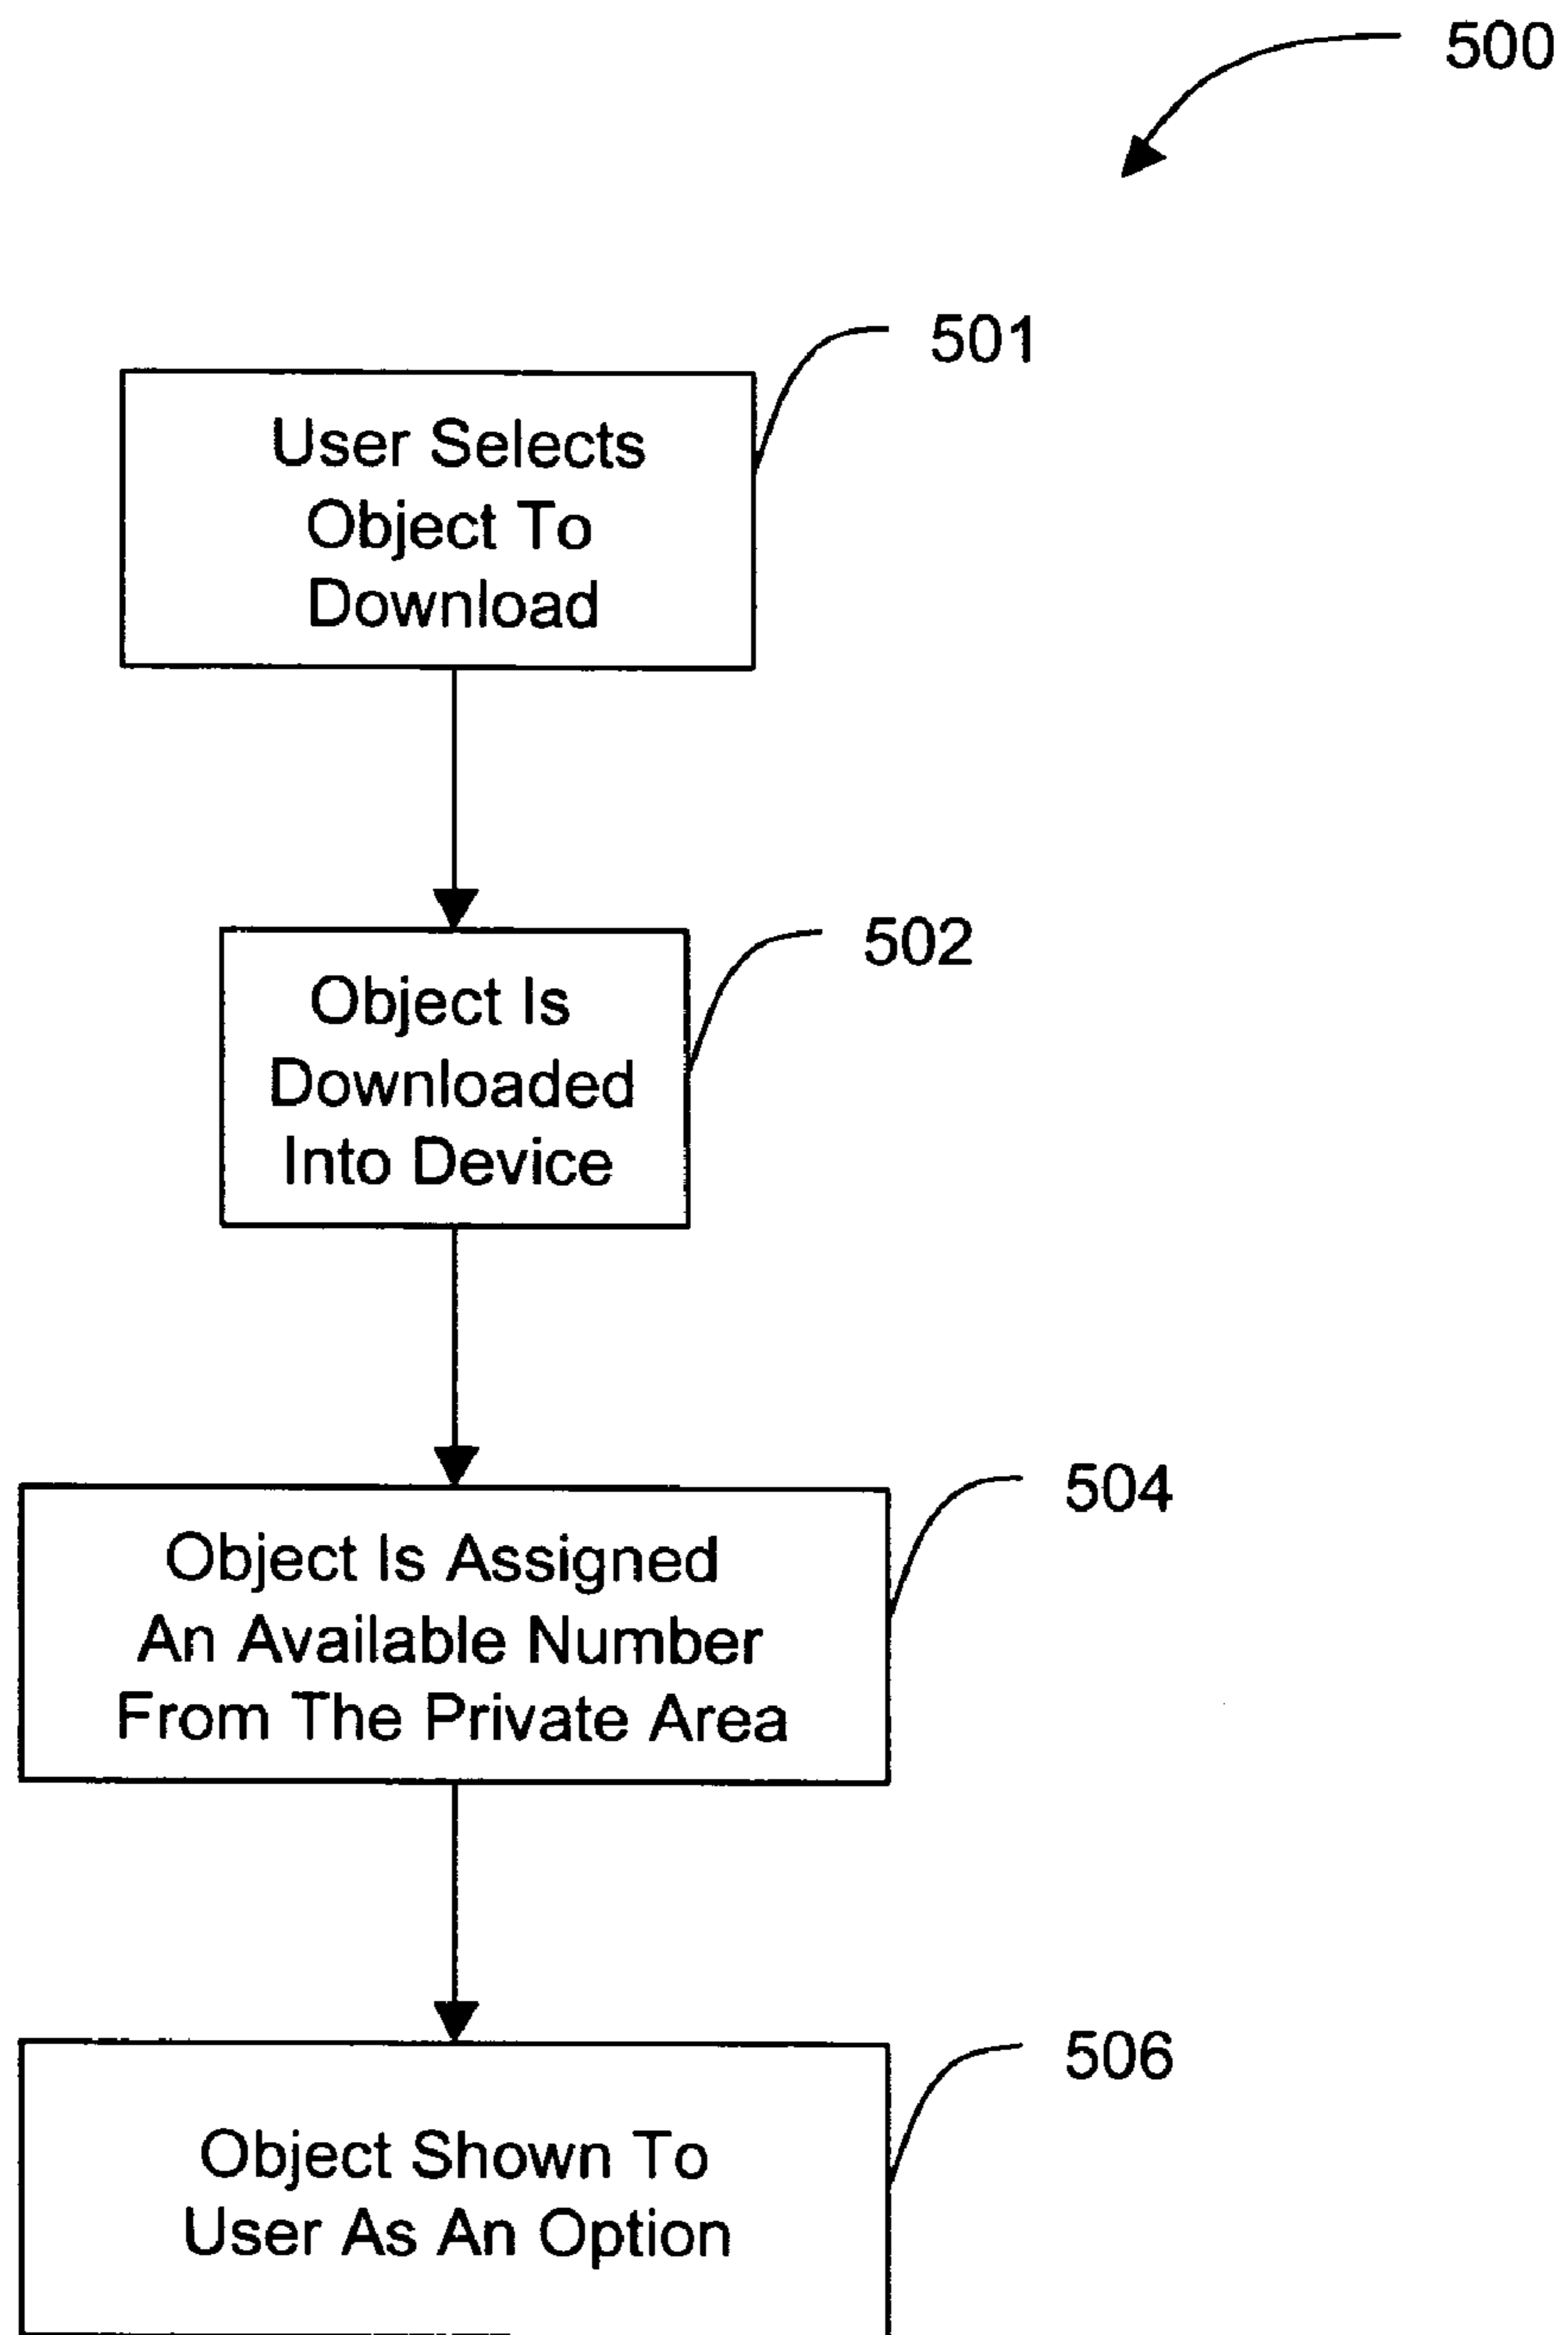 500
501
User Selects
Object To
Download
502
Object Is
Downloaded
Into Device
504
Object Is Assigned
An Available Number
From The Private Area
506
Object Shown To
User As An Option